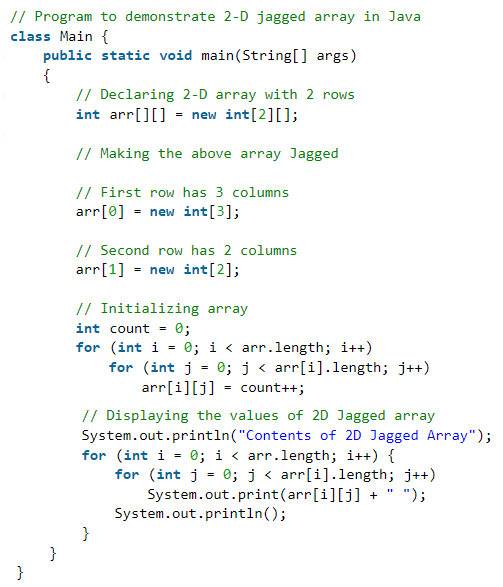 // Program to demonstrate 2-D jagged array in Java
class Main {
    public static void main(String[] args)
    {
        // Declaring 2-D array with 2 rows
        int arr[][] = new int[2][];

        // Making the above array Jagged

        // First row has 3 columns
        arr[0] = new int[3];

        // Second row has 2 columns
        arr[1] = new int[2];

        // Initializing array
        int count = 0;
        for (int i = 0; i < arr.length; i++)
            for (int j = 0; j < arr[i].length; j++)
                arr[i][j] = count++;

        // Displaying the values of 2D Jagged array
        System.out.println("Contents of 2D Jagged Array");
        for (int i = 0; i < arr.length; i++) {
            for (int j = 0; j < arr[i].length; j++)
                System.out.print(arr[i][j] + " ");
            System.out.println();
        }
    }
}